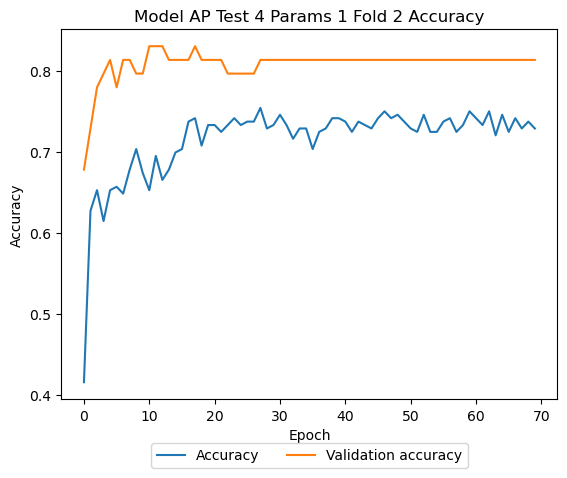 Model AP Test 4 Params 1 Fold 2 Accuracy
0.8
0.7
0.6
0.5
0.4
Accuracy
0 10 20 30 40 50 60 70
Epoch
Accuracy Validation accuracy